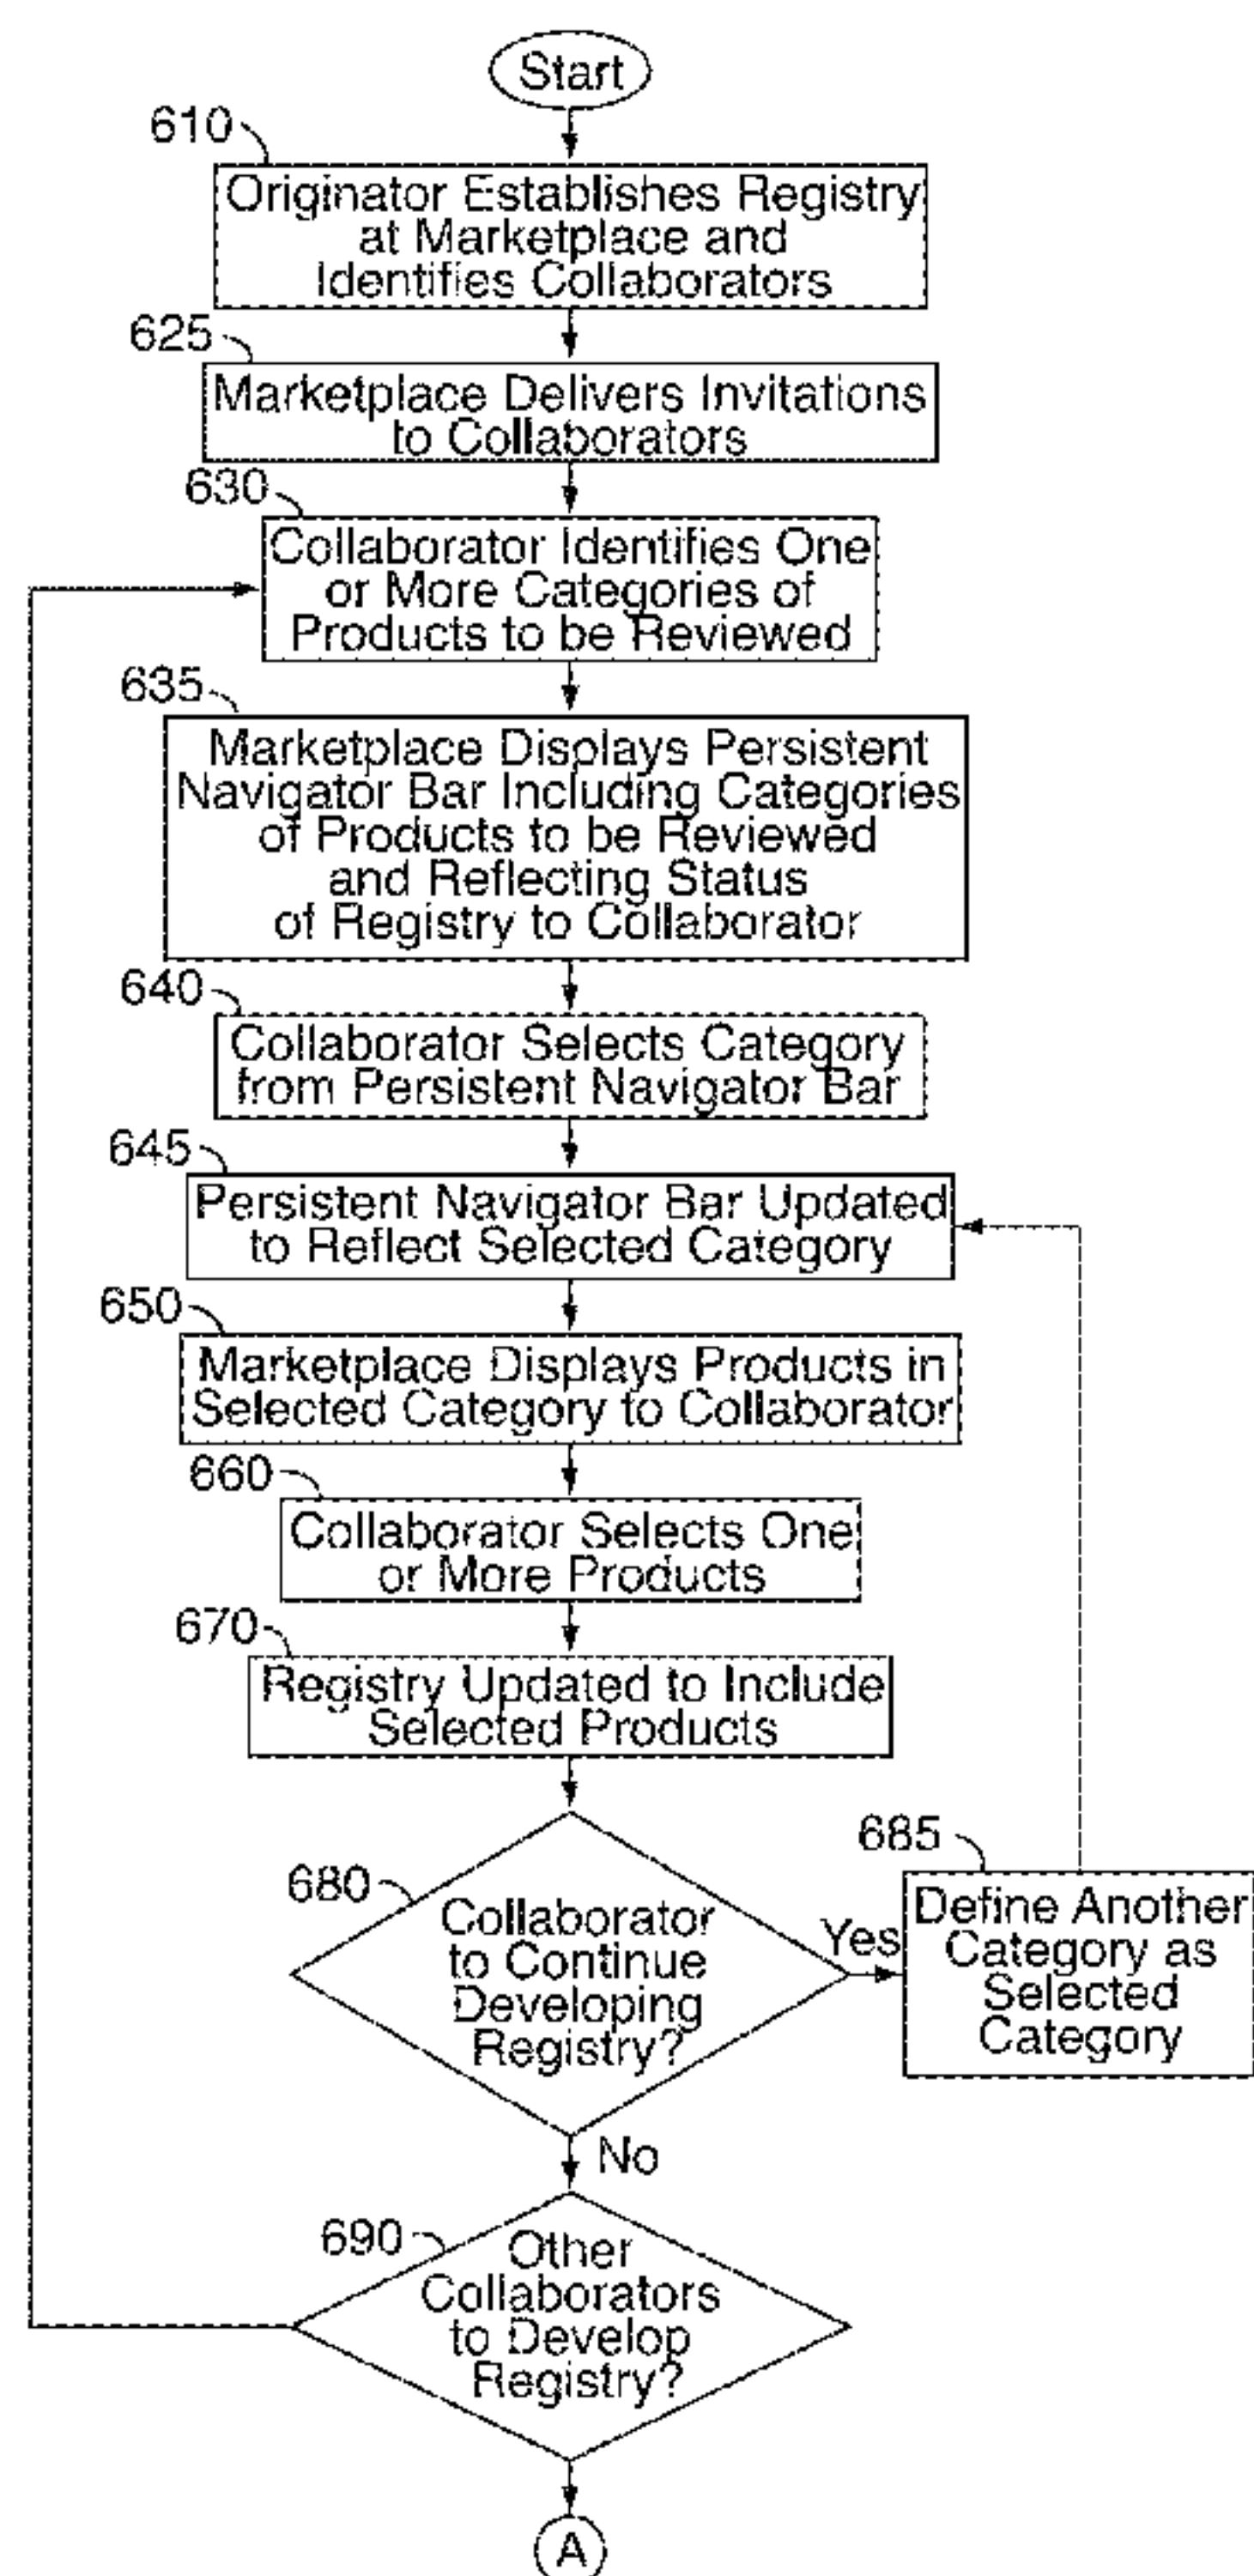 Start
610
Originator Establishes Registry
at Marketplace and
Identifies Collaborators
625
Marketplace Delivers Invitations
to Collaborators
630
Collaborator Identifies One
or More Categories of
Products to be Reviewed
635
Marketplace Displays Persistent
Navigator Bar Including Categories
of Products to be Reviewed
and Reflecting Status
of Registry to Collaborator
640
Collaborator Selects Category
from Persistent Navigator Bar
645
Persistent Navigator Bar Updated
to Reflect Selected Category
650
Marketplace Displays Products in
Selected Category to Collaborator
660
Collaborator Selects One
or More Products
670
Registry Updated to Include
Selected Products
680
Collaborator
to Continue
Developing
Registry?
Yes
685
Define Another
Category as
Selected
Category
No
690
Other
Collaborators
to Develop
Registry?
A